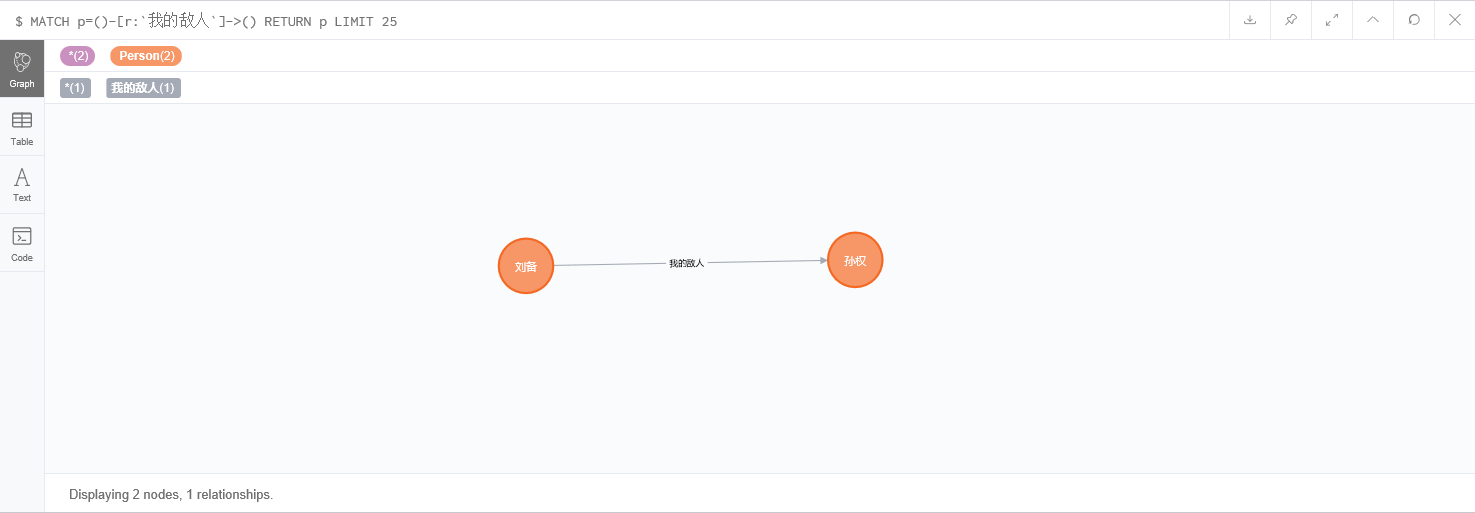 $ MATCH p=()-[r:`我的敌人`]->() RETURN p LIMIT 25
*(2) Person(2)
Graph
*(1) 我的敌人(1)
Table
Text
Code
刘备 我的敌人 孙权
Displaying 2 nodes, 1 relationships.